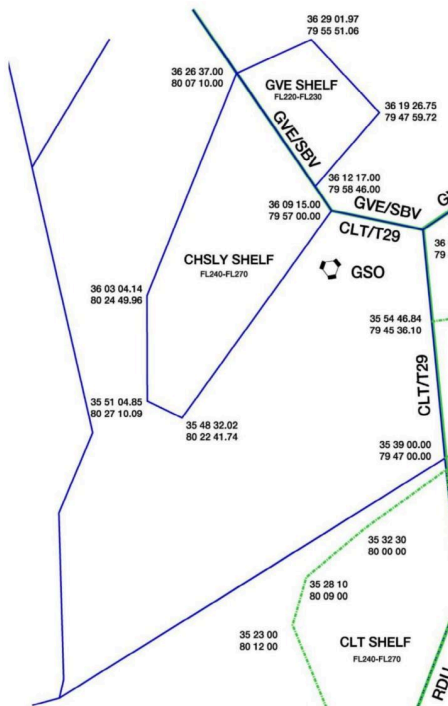 36 29 01.97
79 55 51.06
36 26 37.00
80 07 10.00
GVE SHELF
FL220-FL230
36 19 26.75
79 47 59.72
GVE/SBV
36 12 17.00
79 58 46.00
36 09 15.00
79 57 00.00
GVE/SBV
CLT/T29
G
36
79
CHSLY SHELF
FL240-FL270
GSO
36 03 04.14
80 24 49.96
35 54 46.84
79 45 36.10
CLT/T29
35 51 04.85
80 27 10.09
35 48 32.02
80 22 41.74
35 39 00.00
79 47 00.00
35 32 30
80 00 00
35 28 10
80 09 00
35 23 00
80 12 00
CLT SHELF
FL240-FL270
RDU